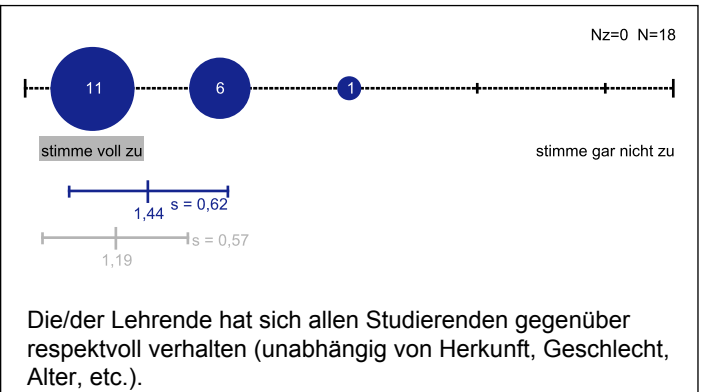 Nz=0 N=18
11 6 1
stimme voll zu stimme gar nicht zu
1,44 s = 0,62
1,19 s = 0,57
Die/der Lehrende hat sich allen Studierenden gegenüber
respektvoll verhalten (unabhängig von Herkunft, Geschlecht,
Alter, etc.).